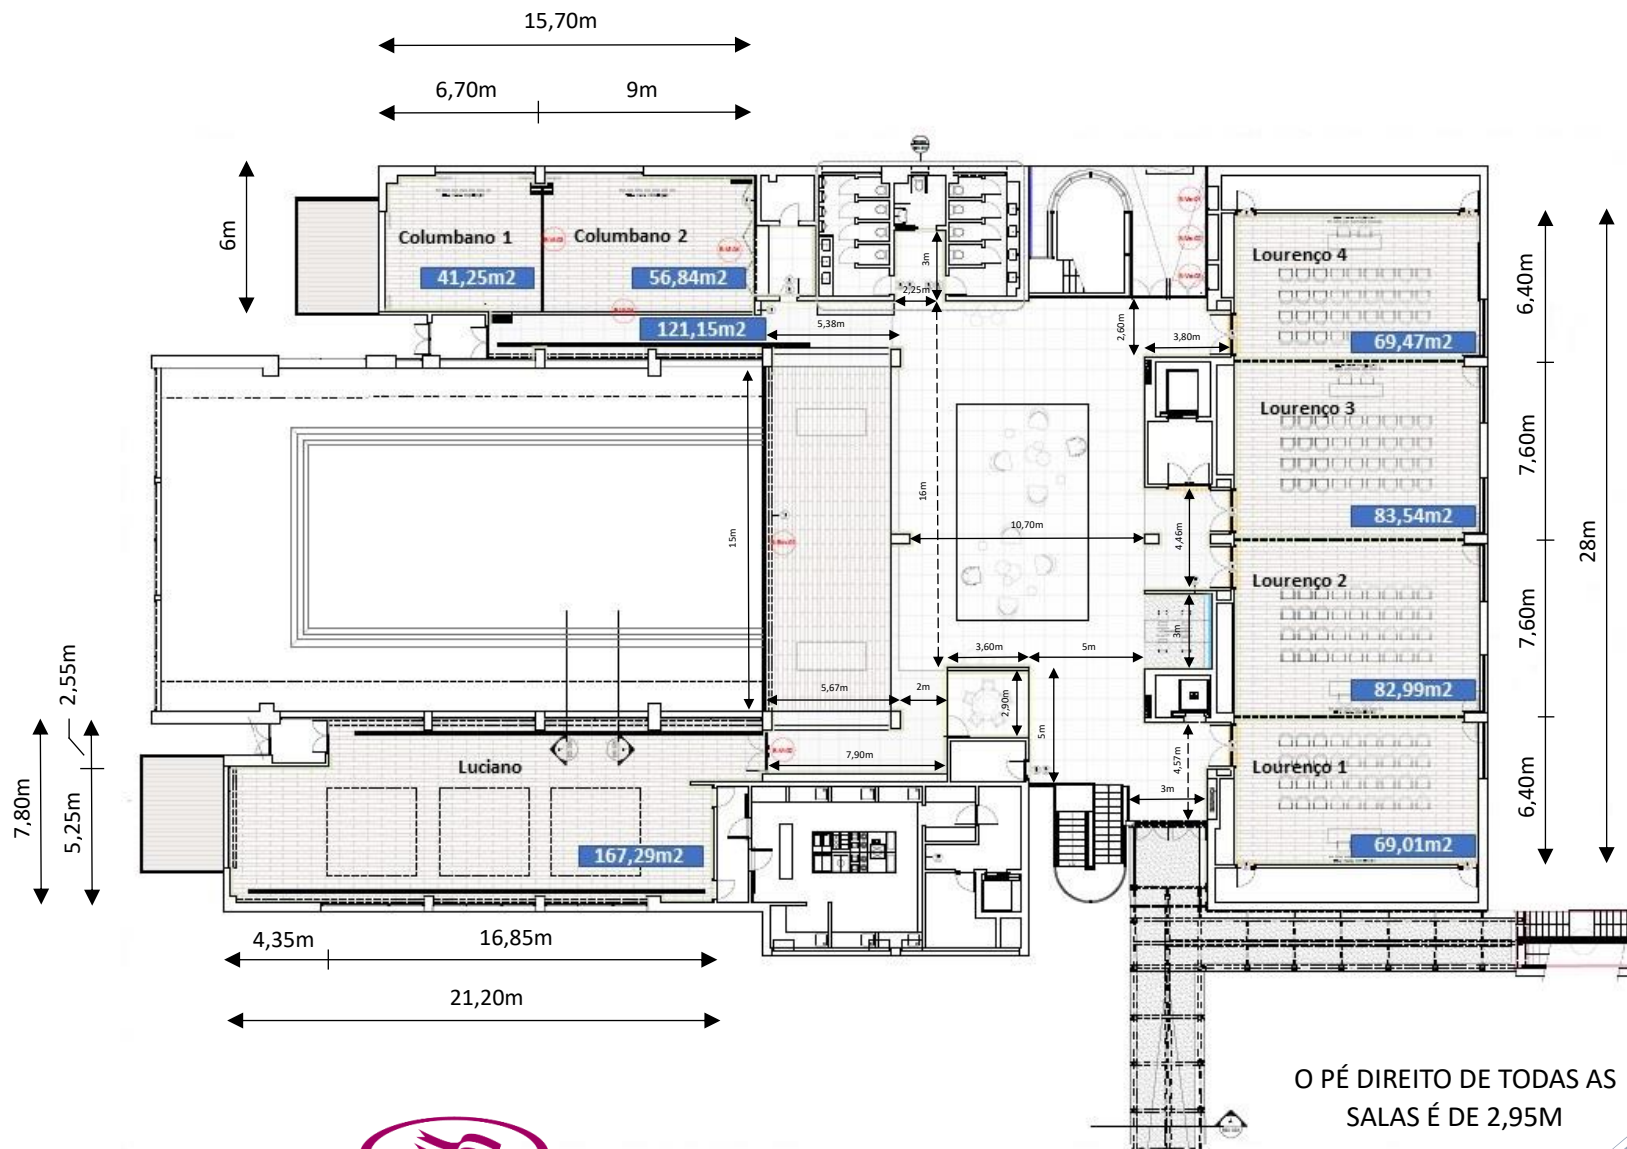 15,70m
6,70m
9m
6m
Columbano 1
Columbano 2
41,25m2
56,84m2
121,15m2
3m
2,25m
5,38m
2,60m
3,80m
Lourenço 4
69,47m2
6,40m
Lourenço 3
83,54m2
7,60m
28m
15m
16m
10,70m
4,46m
Lourenço 2
82,99m2
7,60m
3m
3,60m
5m
5,67m
2m
2,90m
5m
7,90m
4,57m
3m
Lourenço 1
69,01m2
6,40m
2,55m
7,80m
5,25m
Luciano
167,29m2
4,35m
16,85m
21,20m
O PÉ DIREITO DE TODAS AS
SALAS É DE 2,95M